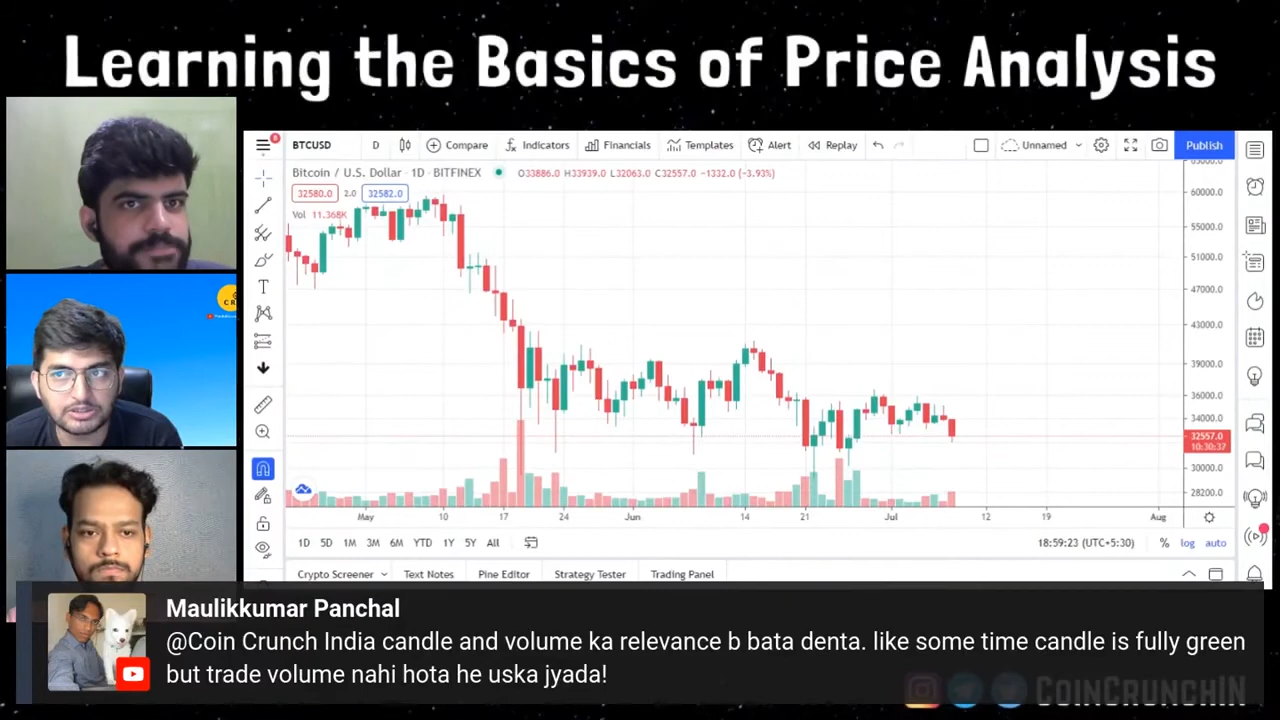 Learning the Basics of Price Analysis
BTCUSD D Compare Indicators Financials Templates Alert Replay Unnamed Publish
Bitcoin / U.S. Dollar · 1D · BITFINEX O33886.0 H33939.0 L32063.0 C32557.0 -1332.0 (-3.93%)
32580.0 2.0 32582.0
Vol 11.368K
60000.0
55000.0
51000.0
47000.0
43000.0
39000.0
36000.0
34000.0
32557.0
10:30:37
30000.0
28200.0
May 10 17 24 Jun 14 21 Jul 12 19 Aug
1D 5D 1M 3M 6M YTD 1Y 5Y All 18:59:23 (UTC+5:30) % log auto
Crypto Screener Text Notes Pine Editor Strategy Tester Trading Panel
Maulikkumar Panchal
@Coin Crunch India candle and volume ka relevance b bata denta. like some time candle is fully green
but trade volume nahi hota he uska jyada!
COINCRUNCHIN